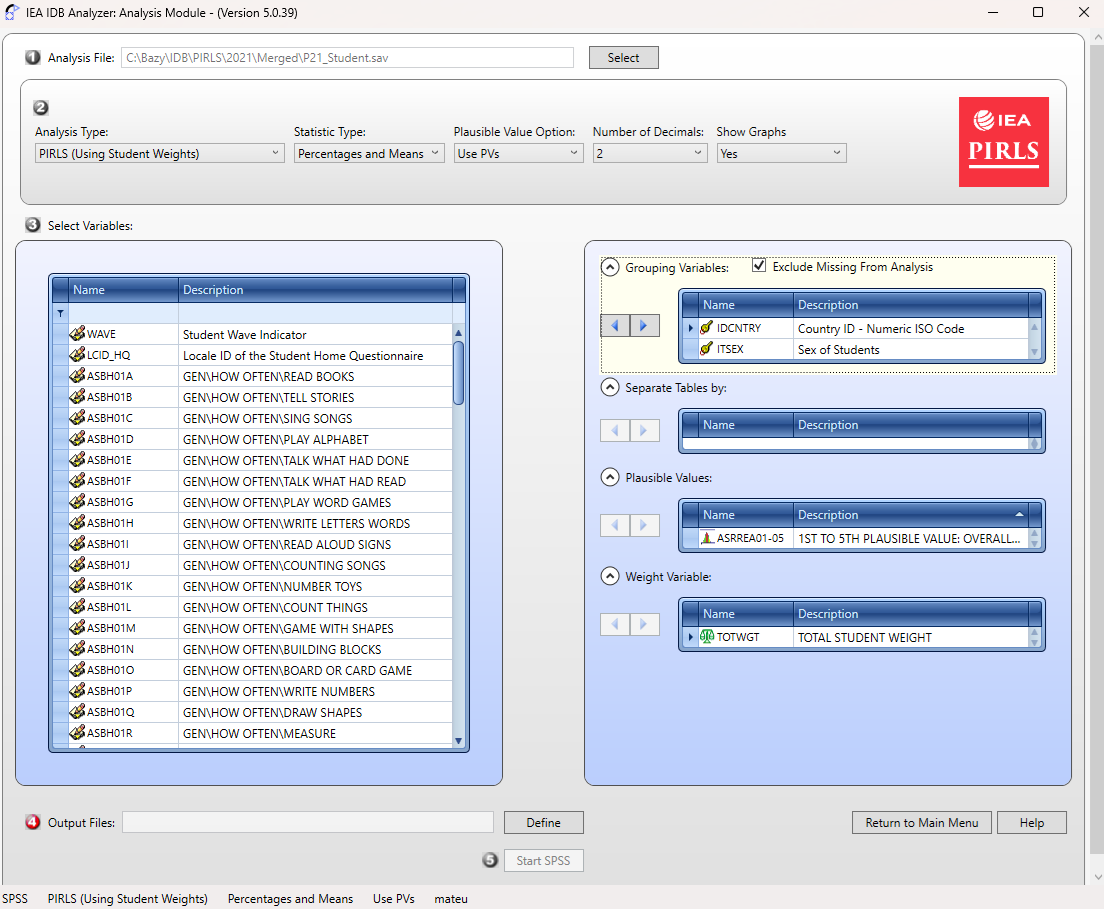 IEA IDB Analyzer: Analysis Module - (Version 5.0.39)
1 Analysis File: C:\Bazy\IDB\PIRLS\2021\Merged\P21_Student.sav Select
2
Analysis Type: Statistic Type: Plausible Value Option: Number of Decimals: Show Graphs
PIRLS (Using Student Weights) Percentages and Means Use PVs 2 Yes
IEA
PIRLS
3 Select Variables:
Name Description
WAVE Student Wave Indicator
LCID_HQ Locale ID of the Student Home Questionnaire
ASBH01A GEN\HOW OFTEN\READ BOOKS
ASBH01B GEN\HOW OFTEN\TELL STORIES
ASBH01C GEN\HOW OFTEN\SING SONGS
ASBH01D GEN\HOW OFTEN\PLAY ALPHABET
ASBH01E GEN\HOW OFTEN\TALK WHAT HAD DONE
ASBH01F GEN\HOW OFTEN\TALK WHAT HAD READ
ASBH01G GEN\HOW OFTEN\PLAY WORD GAMES
ASBH01H GEN\HOW OFTEN\WRITE LETTERS WORDS
ASBH01I GEN\HOW OFTEN\READ ALOUD SIGNS
ASBH01J GEN\HOW OFTEN\COUNTING SONGS
ASBH01K GEN\HOW OFTEN\NUMBER TOYS
ASBH01L GEN\HOW OFTEN\COUNT THINGS
ASBH01M GEN\HOW OFTEN\GAME WITH SHAPES
ASBH01N GEN\HOW OFTEN\BUILDING BLOCKS
ASBH01O GEN\HOW OFTEN\BOARD OR CARD GAME
ASBH01P GEN\HOW OFTEN\WRITE NUMBERS
ASBH01Q GEN\HOW OFTEN\DRAW SHAPES
ASBH01R GEN\HOW OFTEN\MEASURE
Grouping Variables: Exclude Missing From Analysis
Name Description
IDCNTRY Country ID - Numeric ISO Code
ITSEX Sex of Students
Separate Tables by:
Name Description
Plausible Values:
Name Description
ASRREA01-05 1ST TO 5TH PLAUSIBLE VALUE: OVERALL...
Weight Variable:
Name Description
TOTWGT TOTAL STUDENT WEIGHT
4 Output Files: Define Return to Main Menu Help
5 Start SPSS
SPSS PIRLS (Using Student Weights) Percentages and Means Use PVs mateu